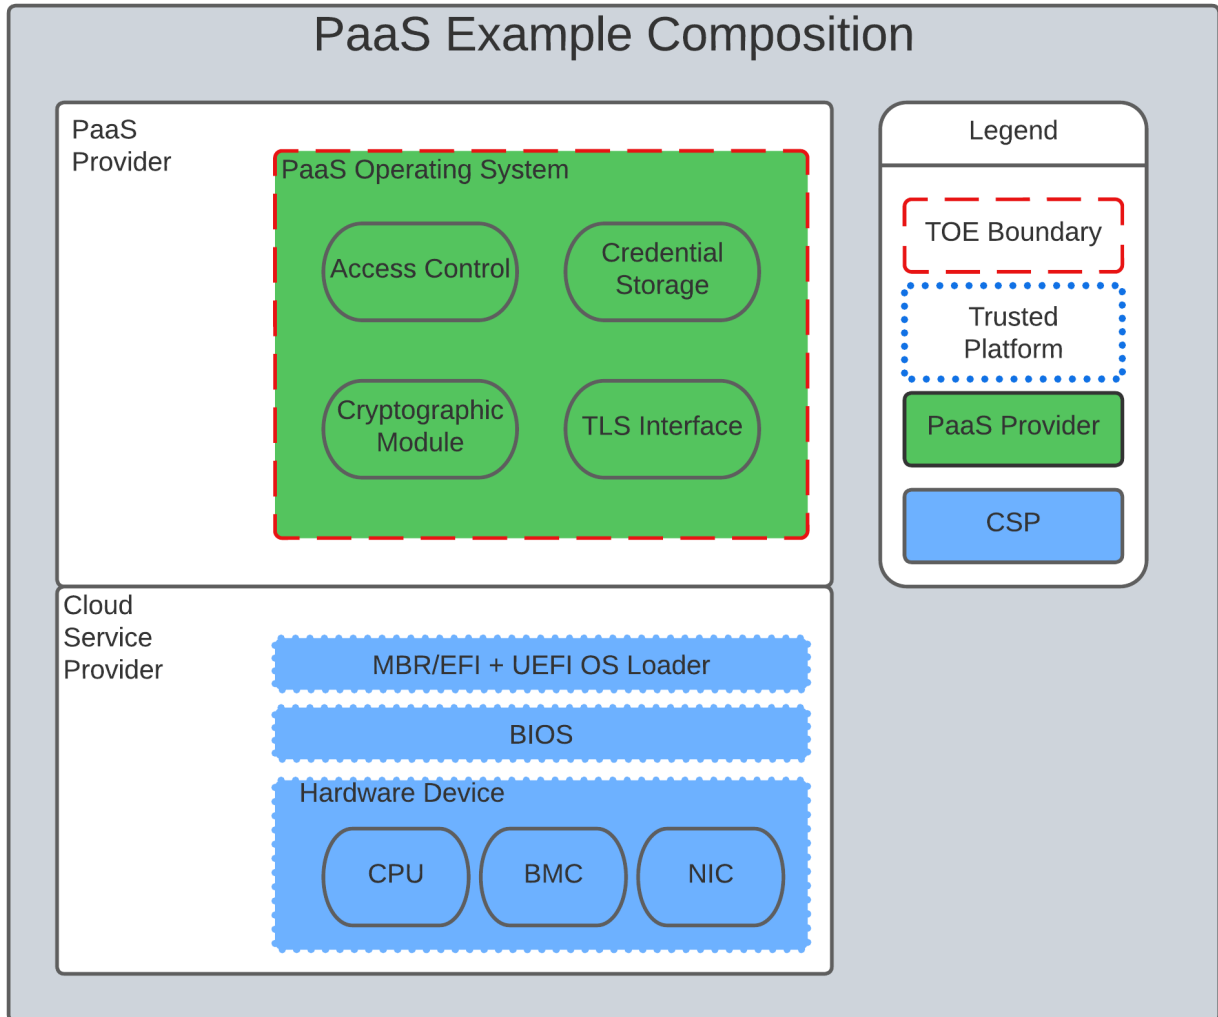 PaaS Example Composition
PaaS
Provider
PaaS Operating System
Access Control
Credential
Storage
Cryptographic
Module
TLS Interface
Cloud
Service
Provider
MBR/EFI + UEFI OS Loader
BIOS
Hardware Device
CPU
BMC
NIC
Legend
TOE Boundary
Trusted
Platform
PaaS Provider
CSP